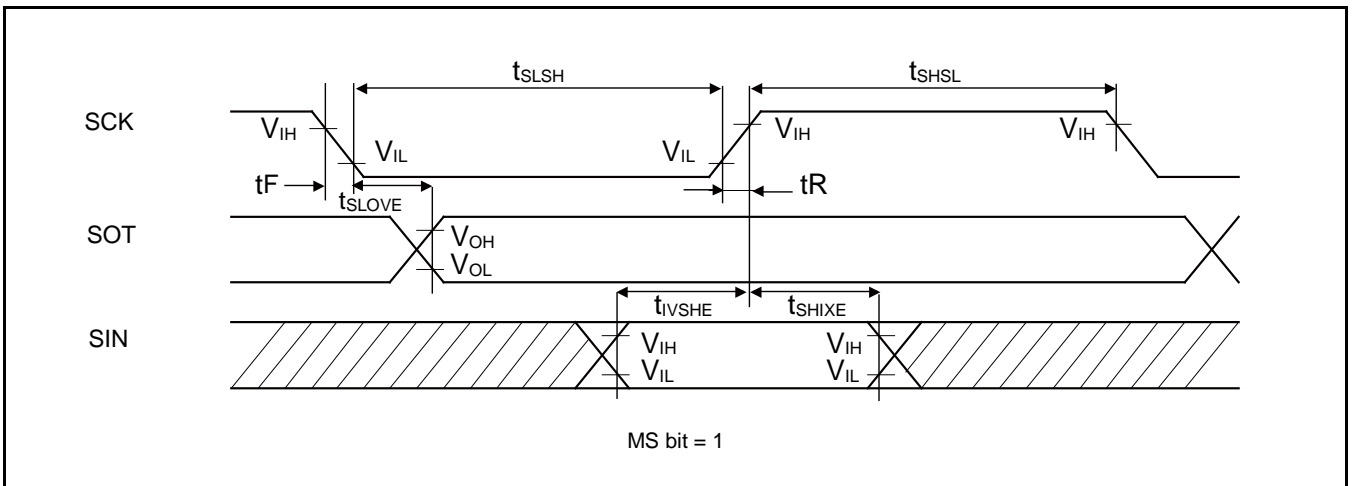 tSLSH
tSHSL
SCK
VIH
VIH
VIH
VIL
VIL
tF
tR
tSLOVE
SOT
VOH
VOL
tIVSHE
tSHIXE
SIN
VIH
VIH
VIL
VIL
MS bit = 1